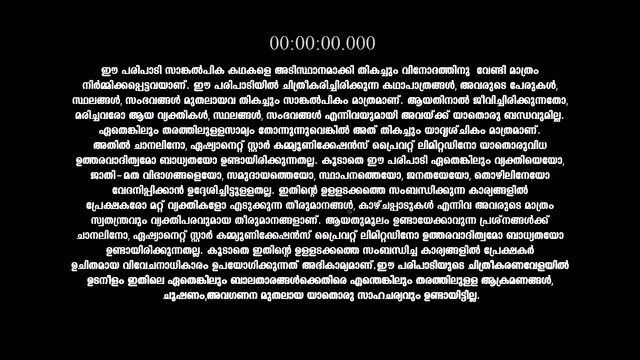 00:00:00.000
ഈ പരിപാടി സാങ്കൽപിക കഥകളെ അടിസ്ഥാനമാക്കി തികച്ചും വിനോദത്തിനു വേണ്ടി മാത്രം
നിർമ്മിക്കപ്പെട്ടവയാണ്. ഈ പരിപാടിയിൽ ചിത്രീകരിച്ചിരിക്കുന്ന കഥാപാത്രങ്ങൾ, അവരുടെ പേരുകൾ,
സ്ഥലങ്ങൾ, സംഭവങ്ങൾ മുതലായവ തികച്ചും സാങ്കൽപികം മാത്രമാണ്. ആയതിനാൽ ജീവിച്ചിരിക്കുന്നതോ,
മരിച്ചവരോ ആയ വ്യക്തികൾ, സ്ഥലങ്ങൾ, സംഭവങ്ങൾ എന്നിവയുമായി അവയ്ക്ക് യാതൊരു ബന്ധവുമില്ല.
ഏതെങ്കിലും തരത്തിലുളളസാമ്യം തോന്നുന്നുവെങ്കിൽ അത് തികച്ചും യാദൃശ്ചികം മാത്രമാണ്.
അതിൽ ചാനലിനോ, ഏഷ്യാനെറ്റ് സ്റ്റാർ കമ്മ്യൂണിക്കേഷൻസ് പ്രൈവറ്റ് ലിമിറ്റഡിനോ യാതൊരുവിധ
ഉത്തരവാദിത്വമോ ബാധ്യതയോ ഉണ്ടായിരിക്കുന്നതല്ല. കൂടാതെ ഈ പരിപാടി ഏതെങ്കിലും വ്യക്തിയെയോ,
ജാതി-മത വിഭാഗങ്ങളെയോ, സമുദായത്തെയോ, സ്ഥാപനത്തെയോ, ജനതയേയോ, തൊഴിലിനേയോ
വേദനിപ്പിക്കാൻ ഉദ്ദേശിച്ചിട്ടുളളതല്ല. ഇതിന്റെ ഉളളടക്കത്തെ സംബന്ധിക്കുന്ന കാര്യങ്ങളിൽ
പ്രേക്ഷകരോ മറ്റ് വ്യക്തികളോ എടുക്കുന്ന തീരുമാനങ്ങൾ, കാഴ്ചപ്പാടുകൾ എന്നിവ അവരുടെ മാത്രം
സ്വതന്ത്രവും വ്യക്തിപരവുമായ തീരുമാനങ്ങളാണ്. ആയതുമൂലം ഉണ്ടായേക്കാവുന്ന പ്രശ്നങ്ങൾക്ക്
ചാനലിനോ, ഏഷ്യാനെറ്റ് സ്റ്റാർ കമ്മ്യൂണിക്കേഷൻസ് പ്രൈവറ്റ് ലിമിറ്റഡിനോ ഉത്തരവാദിത്വമോ ബാധ്യതയോ
ഉണ്ടായിരിക്കുന്നതല്ല. കൂടാതെ ഇതിന്റെ ഉളളടക്കത്തെ സംബന്ധിച്ച കാര്യങ്ങളിൽ പ്രേക്ഷകർ
ഉചിതമായ വിവേചനാധികാരം ഉപയോഗിക്കുന്നത് അഭികാമ്യമാണ്.ഈ പരിപാടിയുടെ ചിത്രീകരണവേളയിൽ
ഉടനീളം ഇതിലെ ഏതെങ്കിലും ബാലതാരങ്ങൾക്കെതിരെ എന്തെങ്കിലും തരത്തിലുളള ആക്രമണങ്ങൾ,
ചൂഷണം,അവഗണന മുതലായ യാതൊരു സാഹചര്യവും ഉണ്ടായിട്ടില്ല.